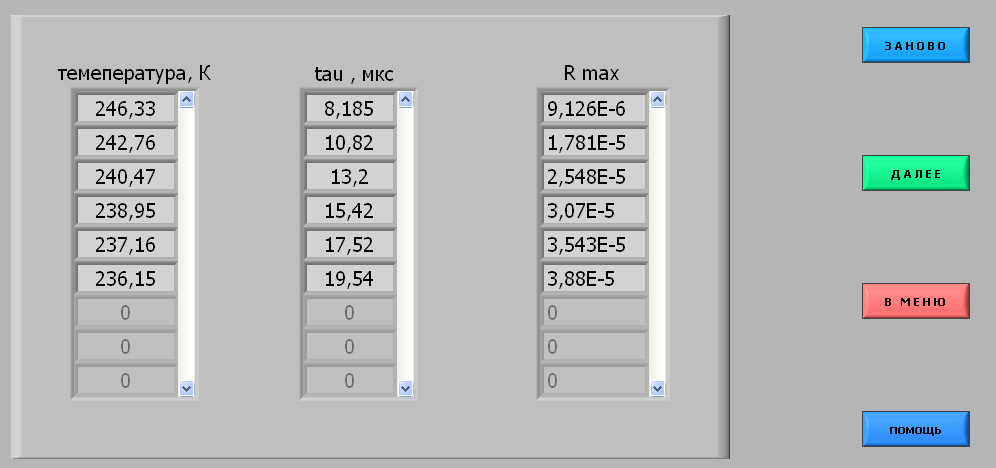 ЗАНОВО
темепература, К tau , мкс R max
246,33 8,185 9,126E-6
242,76 10,82 1,781E-5
ДАЛЕЕ
240,47 13,2 2,548E-5
238,95 15,42 3,07E-5
237,16 17,52 3,543E-5
236,15 19,54 3,88E-5
В МЕНЮ
0 0 0
0 0 0
0 0 0
ПОМОЩЬ